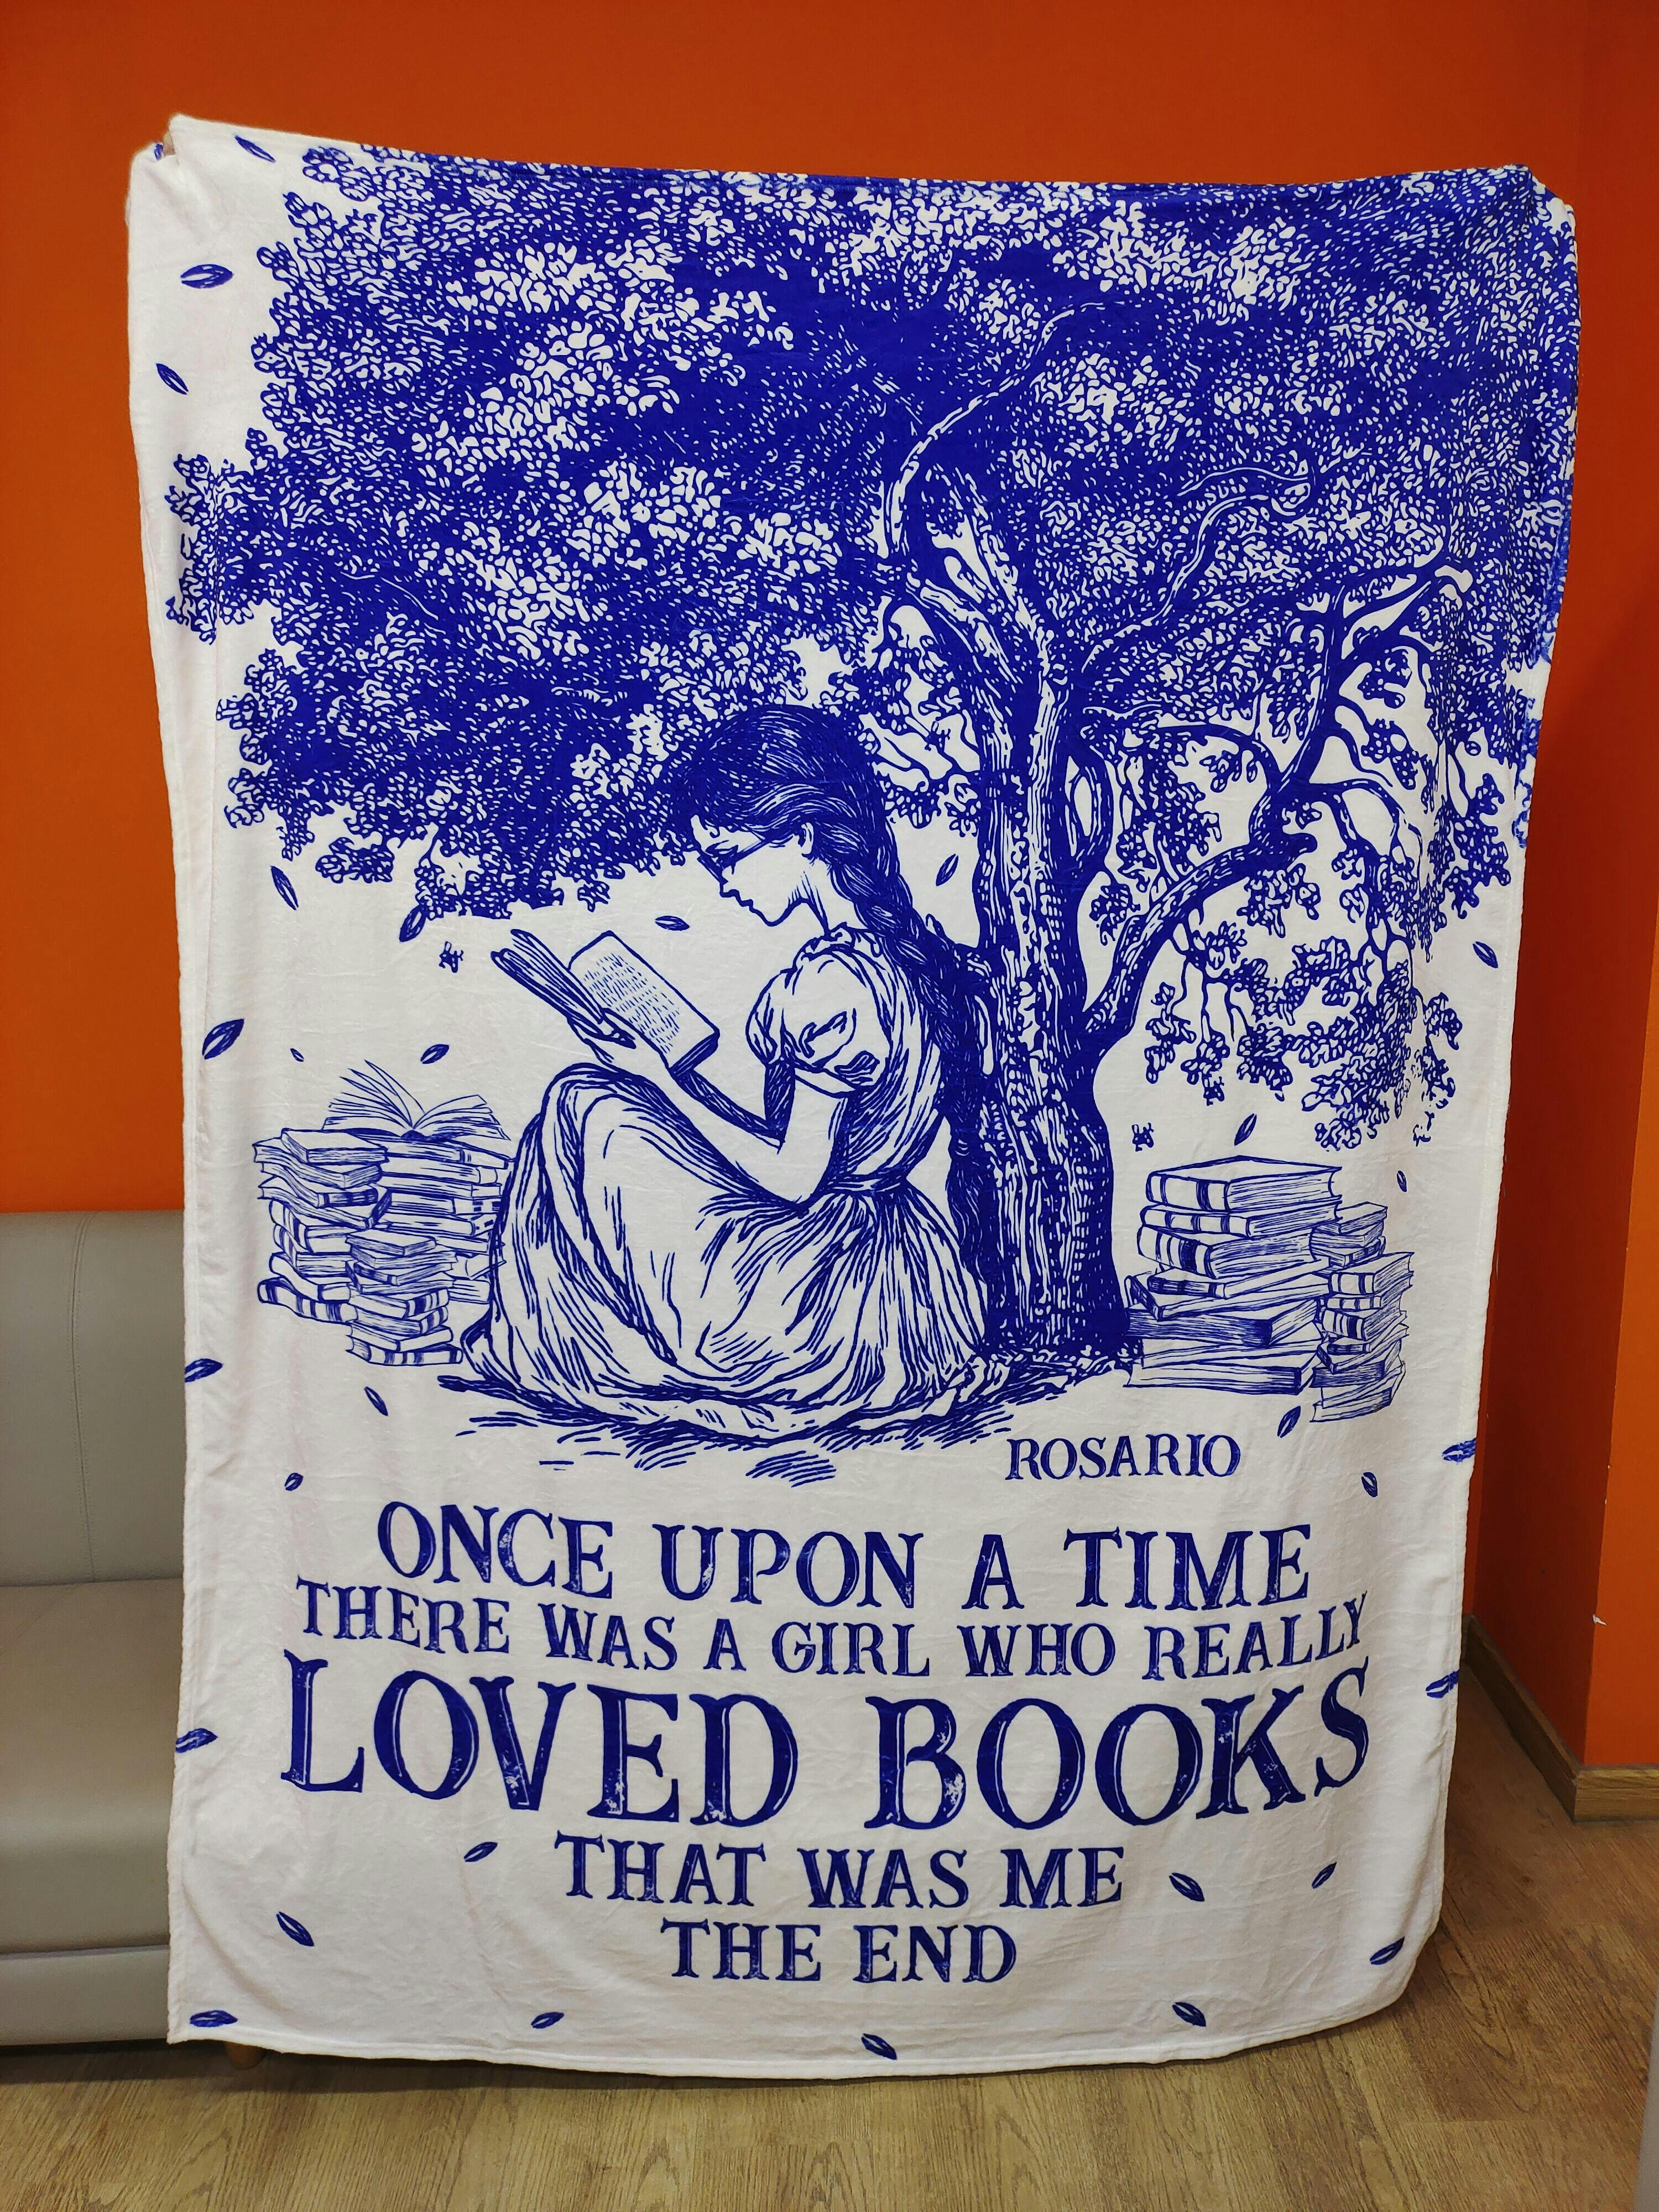 ROSARIO
ONCE UPON A TIME
THERE WAS A GIRL WHO REALLY
LOVED BOOKS
THAT WAS ME
THE END